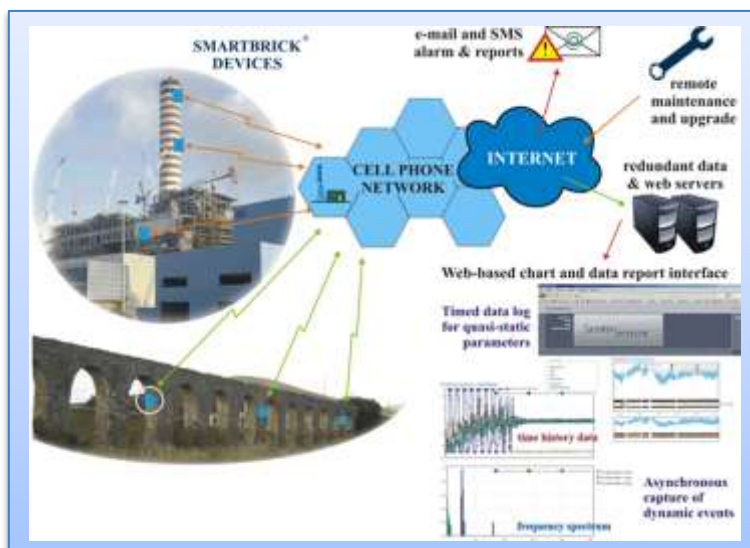 SMARTBRICK®
DEVICES
e-mail and SMS
alarm & reports
remote
maintenance
and upgrade
CELL PHONE
NETWORK
INTERNET
redundant data
& web servers
Web-based chart and data report interface
Timed data log
for quasi-static
parameters
time history data
Asynchronous
capture of
dynamic events
frequency spectrum